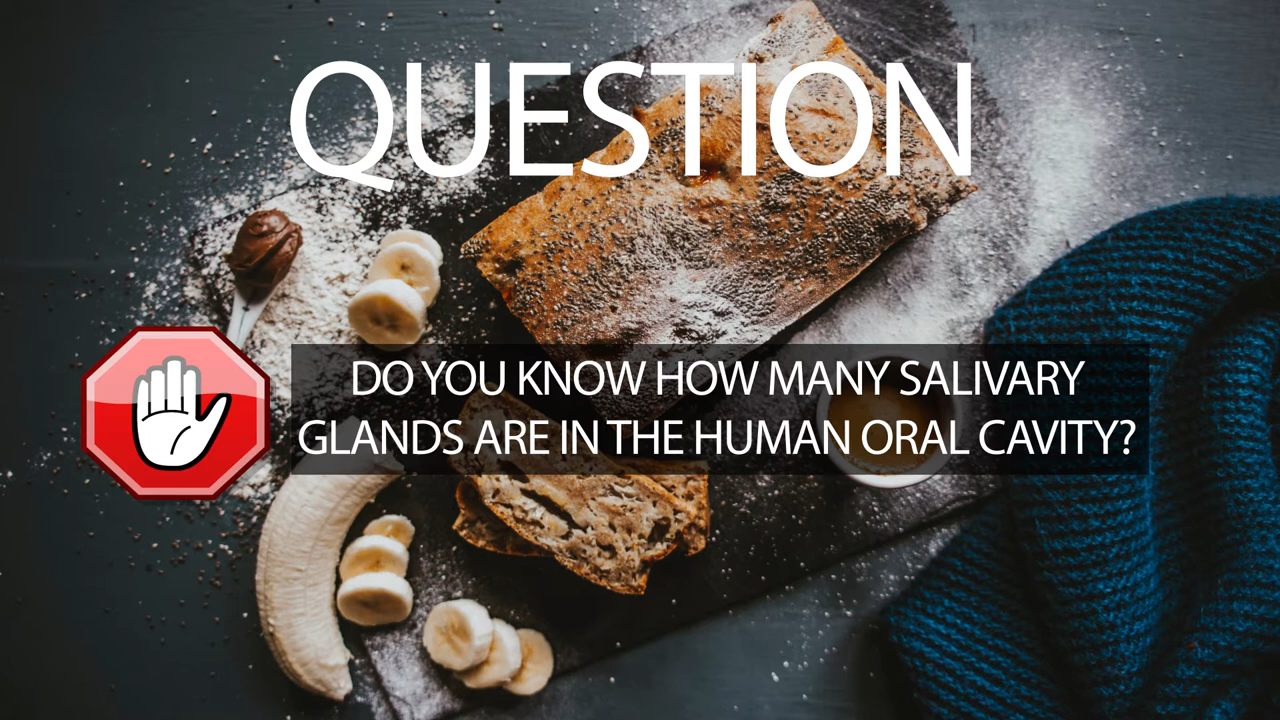 QUESTION
DO YOU KNOW HOW MANY SALIVARY
GLANDS ARE IN THE HUMAN ORAL CAVITY?